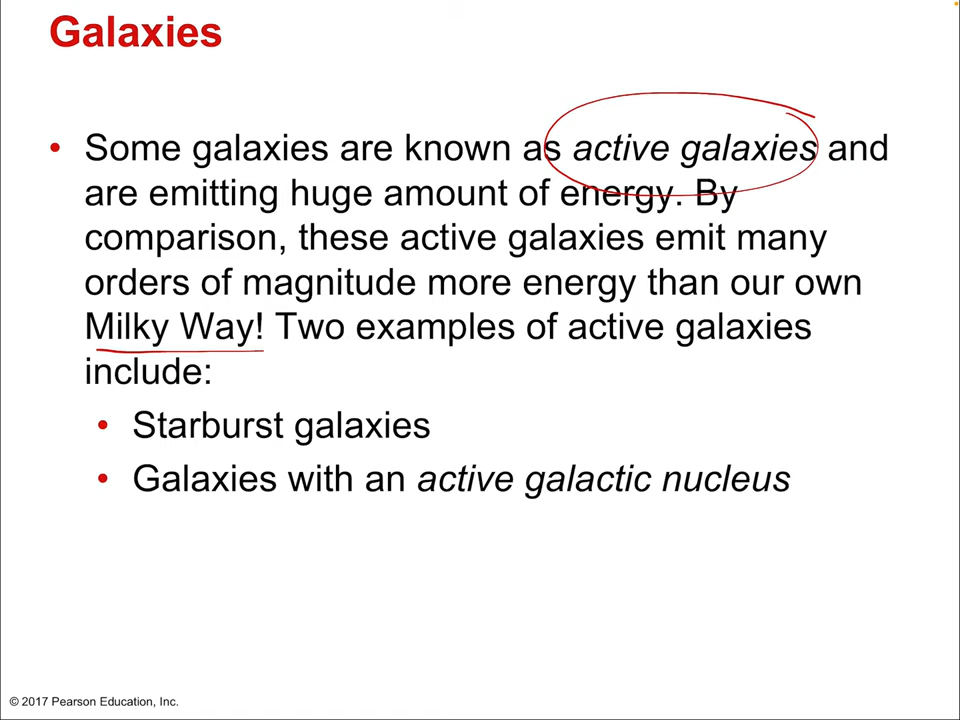 Galaxies
• Some galaxies are known as active galaxies and
are emitting huge amount of energy. By
comparison, these active galaxies emit many
orders of magnitude more energy than our own
Milky Way! Two examples of active galaxies
include:
• Starburst galaxies
• Galaxies with an active galactic nucleus
© 2017 Pearson Education, Inc.